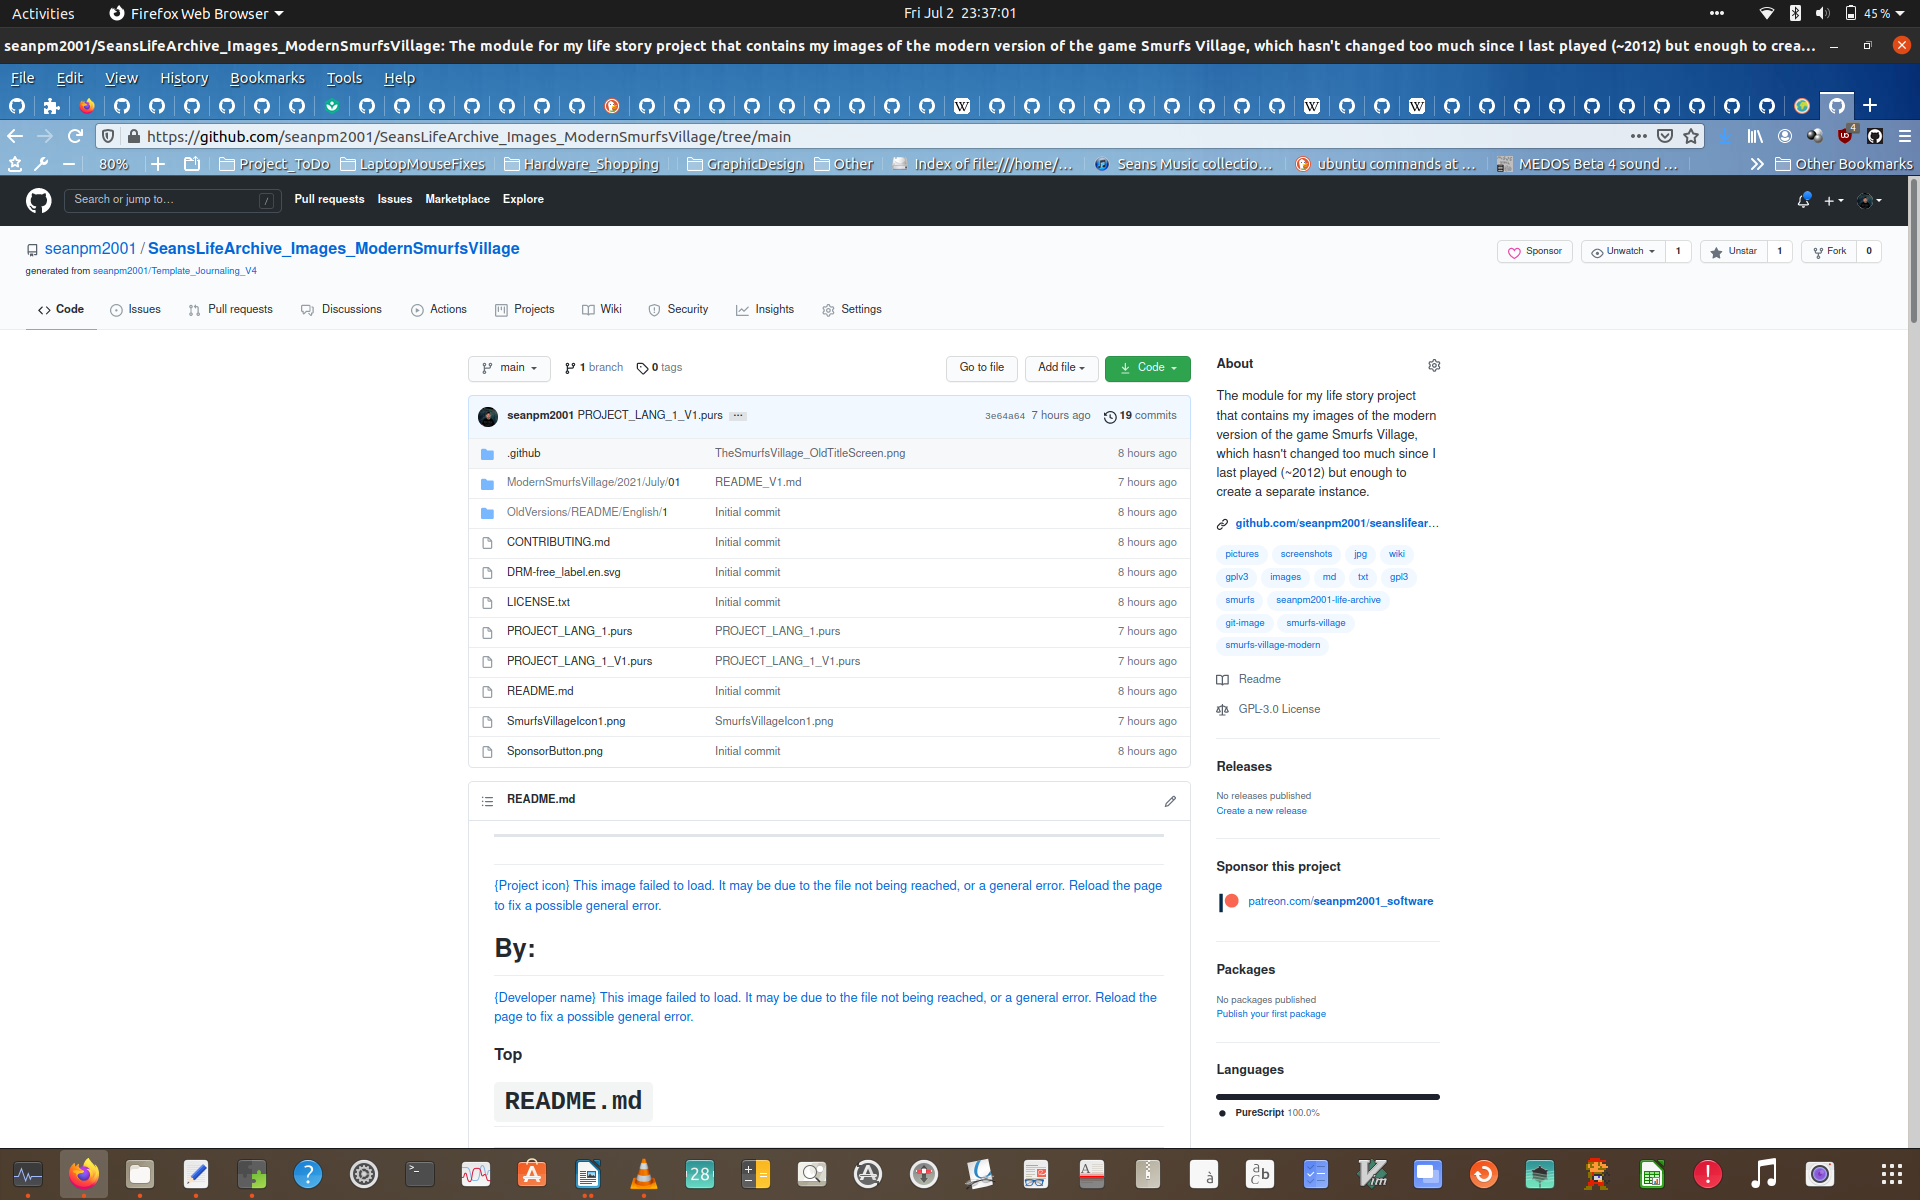 Activities
Firefox Web Browser
Fri Jul 2 23:37:01
45 %
seanpm2001/SeansLifeArchive_Images_ModernSmurfsVillage: The module for my life story project that contains my images of the modern version of the game Smurfs Village, which hasn't changed too much since I last played (~2012) but enough to crea…
File Edit View History Bookmarks Tools Help
https://github.com/seanpm2001/SeansLifeArchive_Images_ModernSmurfsVillage/tree/main
4
80%
Project_ToDo
LaptopMouseFixes
Hardware_Shopping
GraphicDesign
Other
Index of file:///home/…
Seans Music collectio…
ubuntu commands at …
MEDOS Beta 4 sound …
Other Bookmarks
Search or jump to…
/
Pull requests Issues Marketplace Explore
seanpm2001 / SeansLifeArchive_Images_ModernSmurfsVillage
generated from seanpm2001/Template_Journaling_V4
Sponsor
Unwatch 1
Unstar 1
Fork 0
Code
Issues
Pull requests
Discussions
Actions
Projects
Wiki
Security
Insights
Settings
main
1 branch
0 tags
Go to file
Add file
Code
seanpm2001 PROJECT_LANG_1_V1.purs …
3e64a64 7 hours ago 19 commits
.github TheSmurfsVillage_OldTitleScreen.png 8 hours ago
ModernSmurfsVillage/2021/July/01 README_V1.md 7 hours ago
OldVersions/README/English/1 Initial commit 8 hours ago
CONTRIBUTING.md Initial commit 8 hours ago
DRM-free_label.en.svg Initial commit 8 hours ago
LICENSE.txt Initial commit 8 hours ago
PROJECT_LANG_1.purs PROJECT_LANG_1.purs 7 hours ago
PROJECT_LANG_1_V1.purs PROJECT_LANG_1_V1.purs 7 hours ago
README.md Initial commit 8 hours ago
SmurfsVillageIcon1.png SmurfsVillageIcon1.png 7 hours ago
SponsorButton.png Initial commit 8 hours ago
README.md
{Project icon} This image failed to load. It may be due to the file not being reached, or a general error. Reload the page
to fix a possible general error.
By:
{Developer name} This image failed to load. It may be due to the file not being reached, or a general error. Reload the
page to fix a possible general error.
Top
README.md
About
The module for my life story project
that contains my images of the modern
version of the game Smurfs Village,
which hasn't changed too much since I
last played (~2012) but enough to
create a separate instance.
github.com/seanpm2001/seanslifear…
pictures screenshots jpg wiki
gplv3 images md txt gpl3
smurfs seanpm2001-life-archive
git-image smurfs-village
smurfs-village-modern
Readme
GPL-3.0 License
Releases
No releases published
Create a new release
Sponsor this project
patreon.com/seanpm2001_software
Packages
No packages published
Publish your first package
Languages
PureScript 100.0%
28